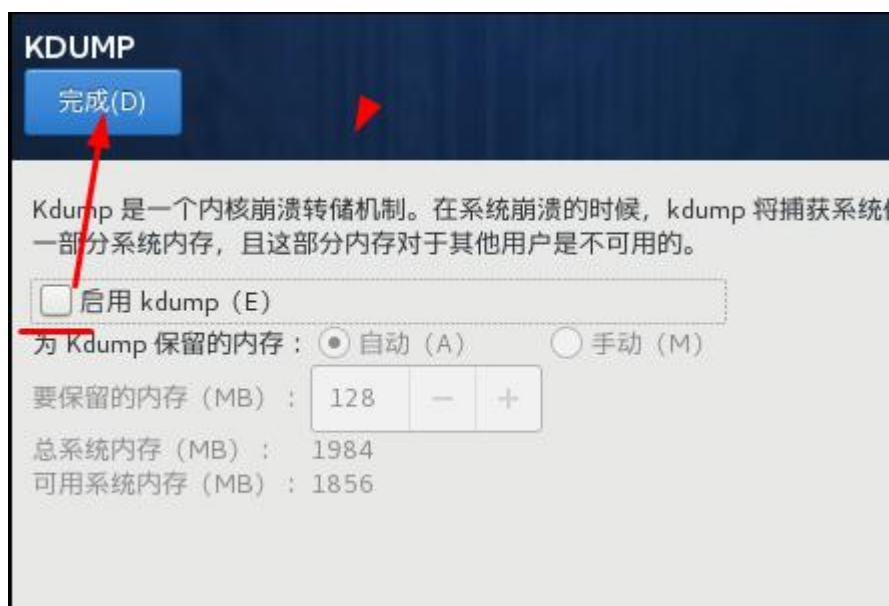 KDUMP
完成(D)
Kdump 是一个内核崩溃转储机制。在系统崩溃的时候，kdump 将捕获系统
一部分系统内存，且这部分内存对于其他用户是不可用的。
启用 kdump（E）
为 Kdump 保留的内存： 自动（A） 手动（M）
要保留的内存（MB）： 128 − +
总系统内存（MB）： 1984
可用系统内存（MB）：1856